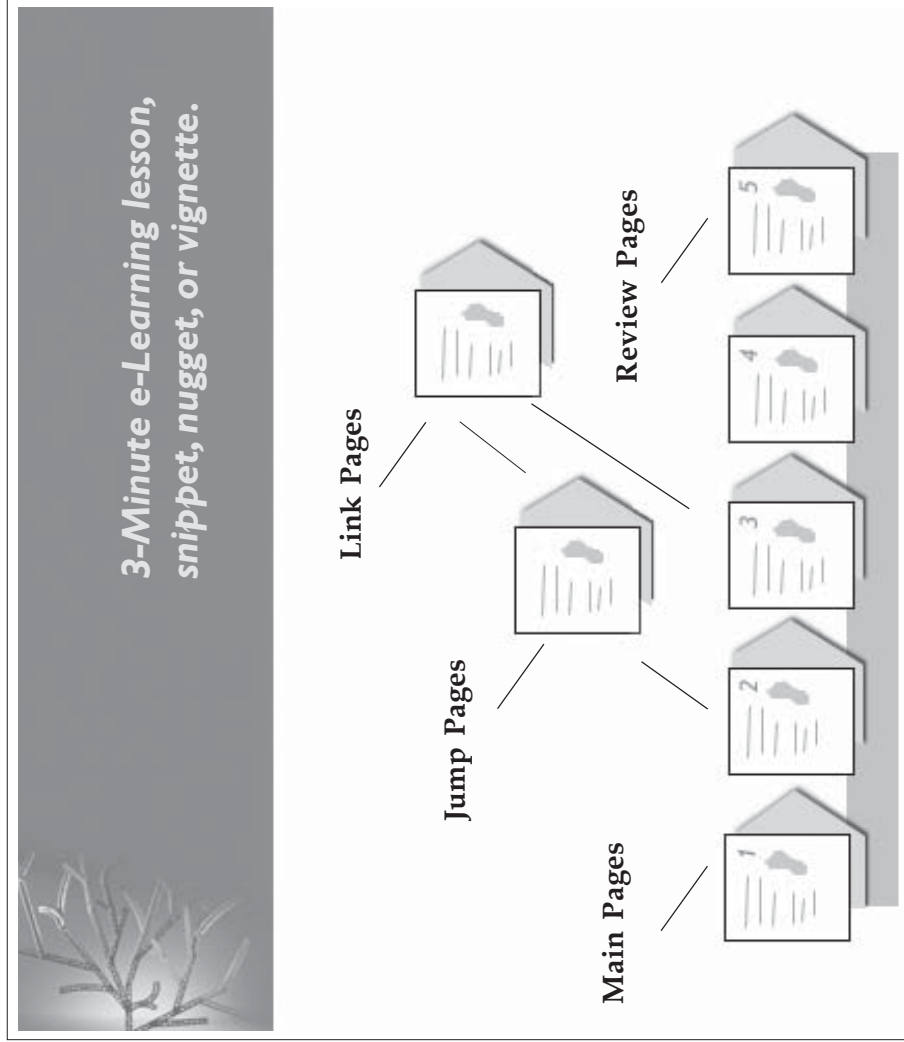 3-Minute e-Learning lesson,
snippet, nugget, or vignette.
Link Pages
Jump Pages
Review Pages
Main Pages
1
2
3
4
5